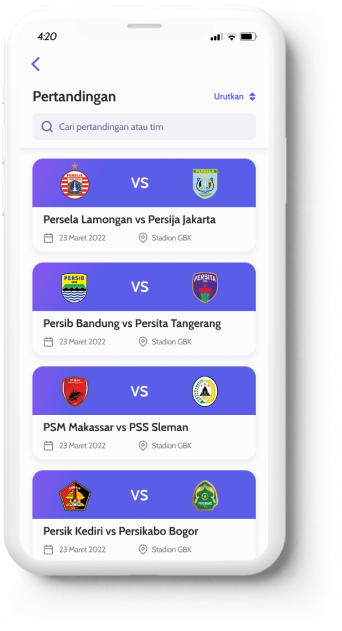 4:20
Pertandingan
Urutkan
Cari pertandingan atau tim
VS
PERSELA
Persela Lamongan vs Persija Jakarta
23 Maret 2022 Stadion GBK
PERSIB VS PERSITA
Persib Bandung vs Persita Tangerang
23 Maret 2022 Stadion GBK
VS
PSM Makassar vs PSS Sleman
23 Maret 2022 Stadion GBK
VS
Persik Kediri vs Persikabo Bogor
23 Maret 2022 Stadion GBK